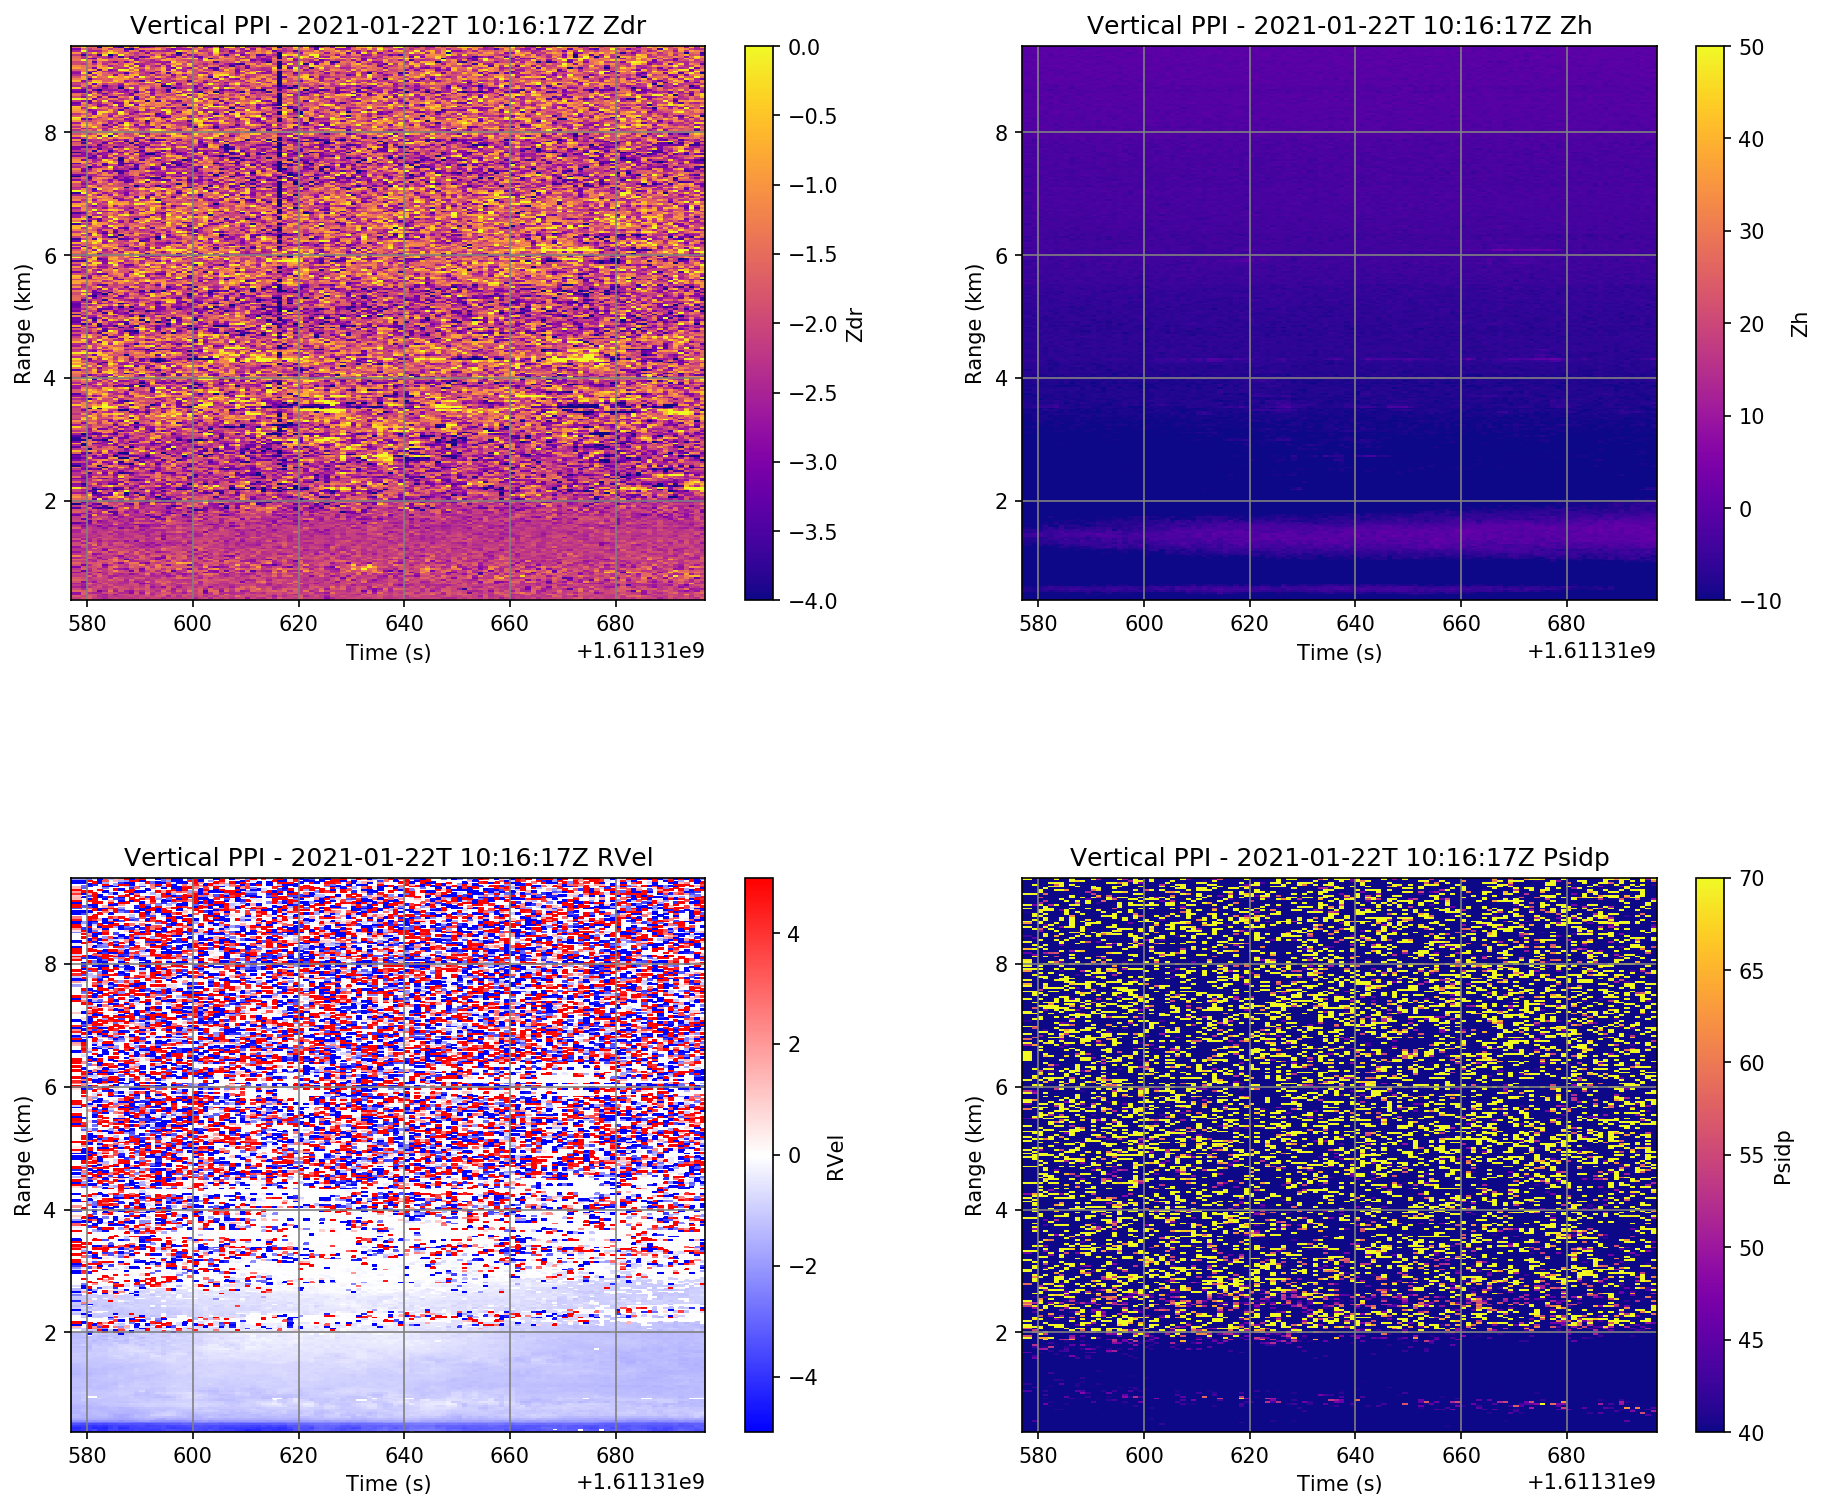 Vertical PPI - 2021-01-22T 10:16:17Z Zdr
Range (km)
8
6
4
2
580 600 620 640 660 680
Time (s)
+1.61131e9
0.0
−0.5
−1.0
−1.5
−2.0
−2.5
−3.0
−3.5
−4.0
Zdr
Vertical PPI - 2021-01-22T 10:16:17Z Zh
Range (km)
8
6
4
2
580 600 620 640 660 680
Time (s)
+1.61131e9
50
40
30
20
10
0
−10
Zh
Vertical PPI - 2021-01-22T 10:16:17Z RVel
Range (km)
8
6
4
2
580 600 620 640 660 680
Time (s)
+1.61131e9
4
2
0
−2
−4
RVel
Vertical PPI - 2021-01-22T 10:16:17Z Psidp
Range (km)
8
6
4
2
580 600 620 640 660 680
Time (s)
+1.61131e9
70
65
60
55
50
45
40
Psidp